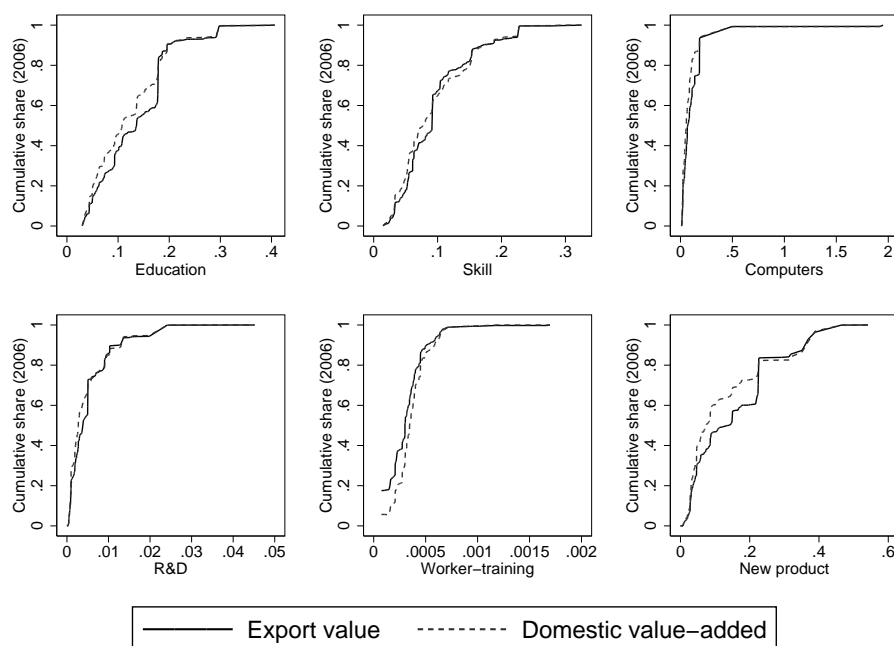 Cumulative share (2006)
0 .2 .4 .6 .8 1
0 .1 .2 .3 .4
Education
Cumulative share (2006)
0 .2 .4 .6 .8 1
0 .1 .2 .3
Skill
Cumulative share (2006)
0 .2 .4 .6 .8 1
0 .5 1 1.5 2
Computers
Cumulative share (2006)
0 .2 .4 .6 .8 1
0 .01 .02 .03 .04 .05
R&D
Cumulative share (2006)
0 .2 .4 .6 .8 1
0 .0005 .001 .0015 .002
Worker−training
Cumulative share (2006)
0 .2 .4 .6 .8 1
0 .2 .4 .6
New product
Export value
Domestic value−added